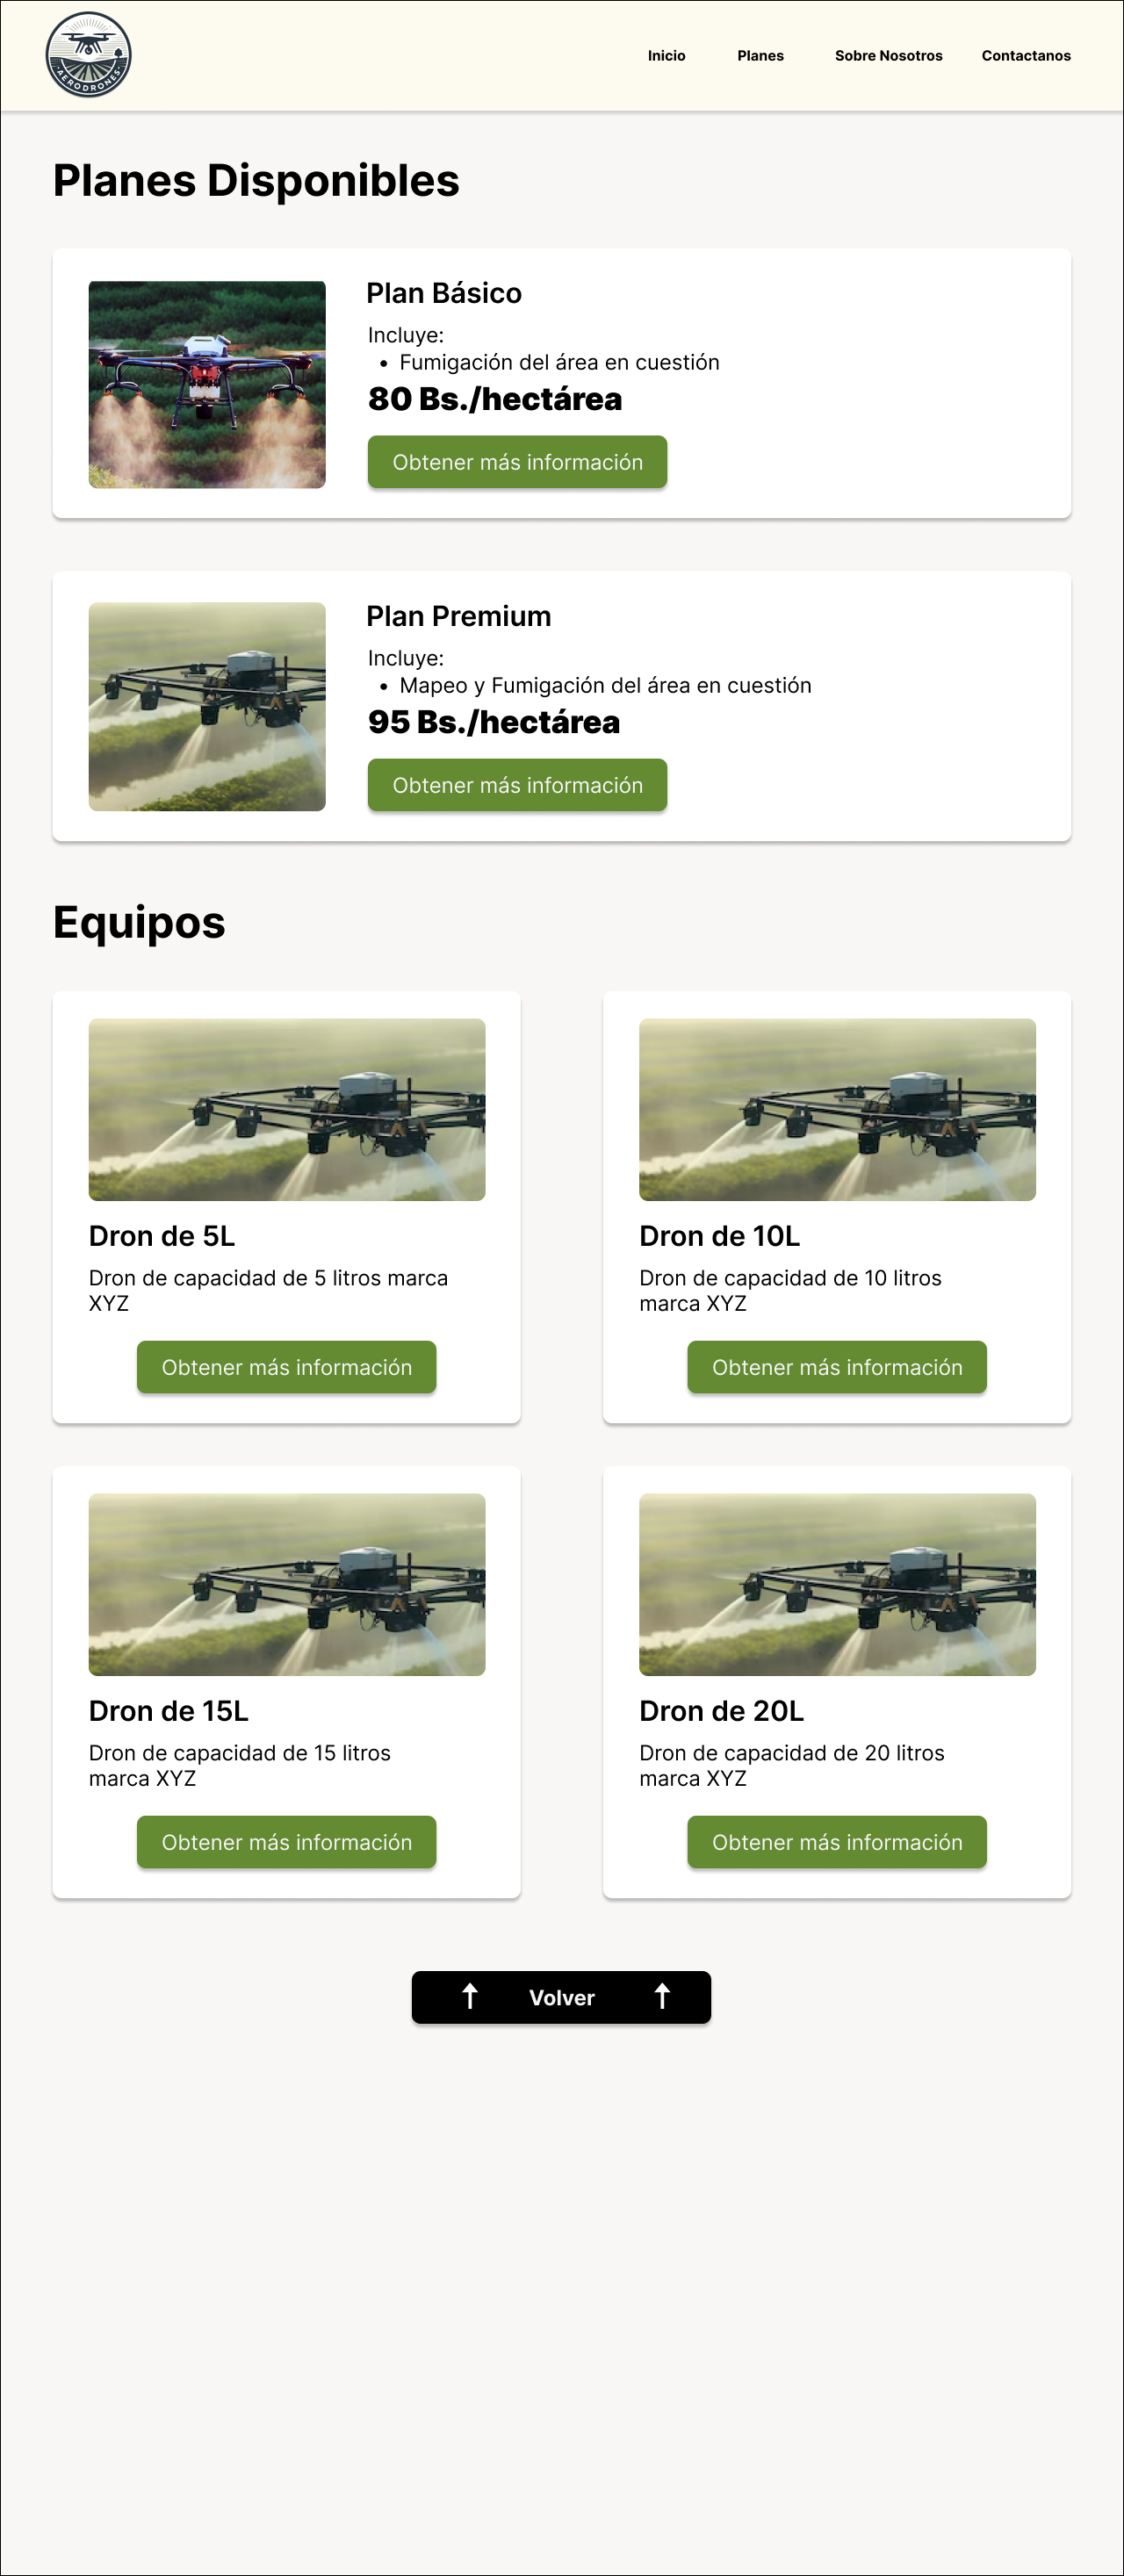 AERODRONES
Inicio Planes Sobre Nosotros Contactanos
Planes Disponibles
Plan Básico
Incluye:
• Fumigación del área en cuestión
80 Bs./hectárea
Obtener más información
Plan Premium
Incluye:
• Mapeo y Fumigación del área en cuestión
95 Bs./hectárea
Obtener más información
Equipos
Dron de 5L
Dron de capacidad de 5 litros marca
XYZ
Obtener más información
Dron de 10L
Dron de capacidad de 10 litros
marca XYZ
Obtener más información
Dron de 15L
Dron de capacidad de 15 litros
marca XYZ
Obtener más información
Dron de 20L
Dron de capacidad de 20 litros
marca XYZ
Obtener más información
↑ Volver ↑